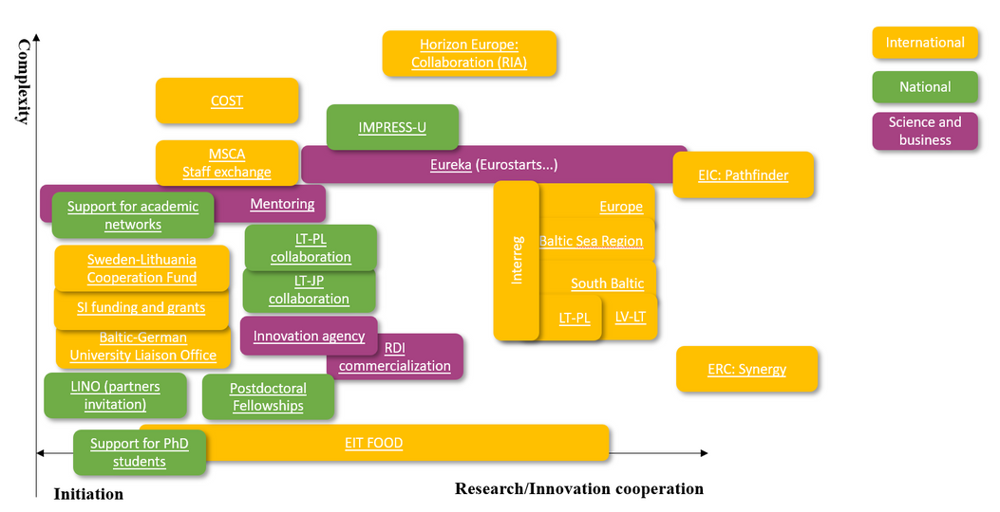 Complexity
Horizon Europe:
Collaboration (RIA)
International
National
Science and
business
COST
IMPRESS-U
MSCA
Staff exchange
Eureka (Eurostarts...)
EIC: Pathfinder
Support for academic
networks
Mentoring
Interreg
Europe
Baltic Sea Region
South Baltic
LT-PL
LV-LT
LT-PL
collaboration
LT-JP
collaboration
Sweden-Lithuania
Cooperation Fund
SI funding and grants
Baltic-German
University Liaison Office
Innovation agency
RDI
commercialization
ERC: Synergy
LINO (partners
invitation)
Postdoctoral
Fellowships
Support for PhD
students
EIT FOOD
Initiation
Research/Innovation cooperation